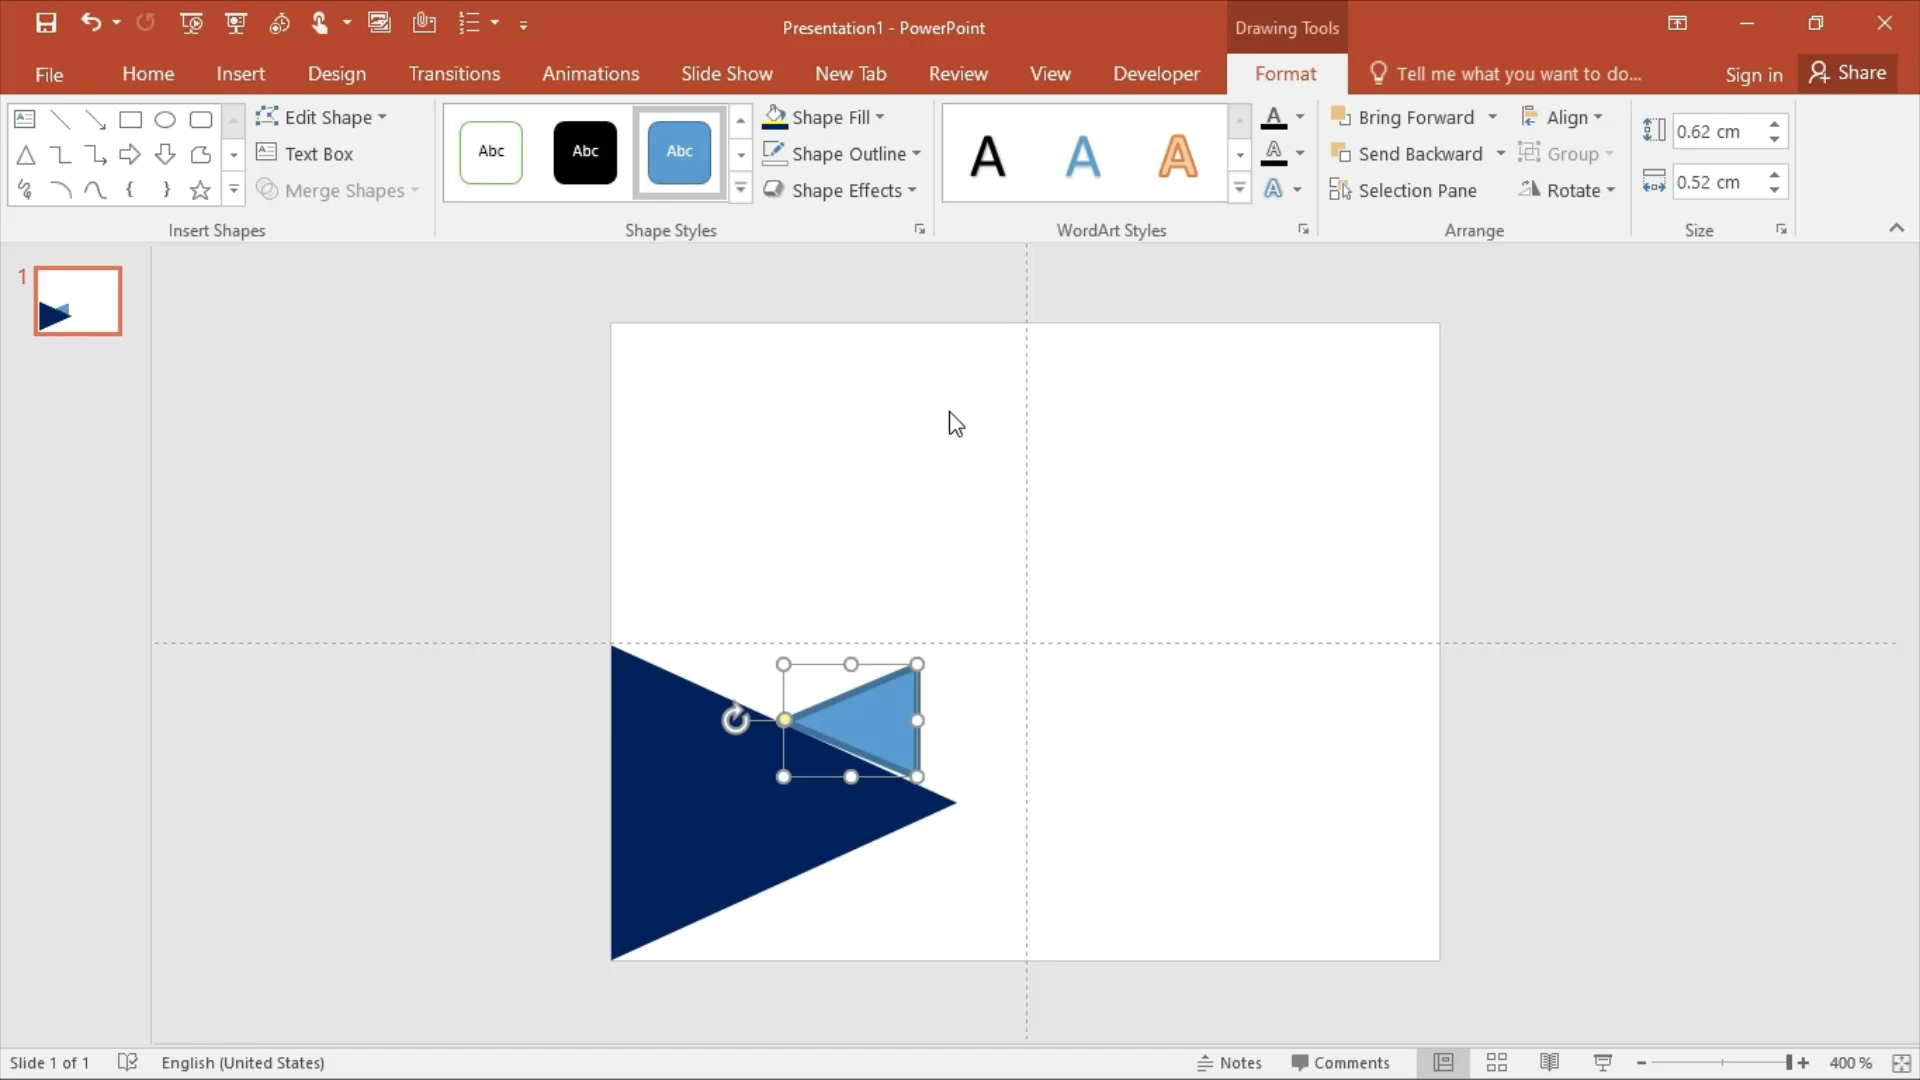 Presentation1 - PowerPoint
Drawing Tools
File Home Insert Design Transitions Animations Slide Show New Tab Review View Developer Format Tell me what you want to do... Sign in Share
Edit Shape
Text Box
Merge Shapes
Insert Shapes
Abc Abc Abc
Shape Fill
Shape Outline
Shape Effects
Shape Styles
A A A
A
A
A
WordArt Styles
Bring Forward Align
Send Backward Group
Selection Pane Rotate
Arrange
0.62 cm
0.52 cm
Size
1
Slide 1 of 1 English (United States) Notes Comments 400 %